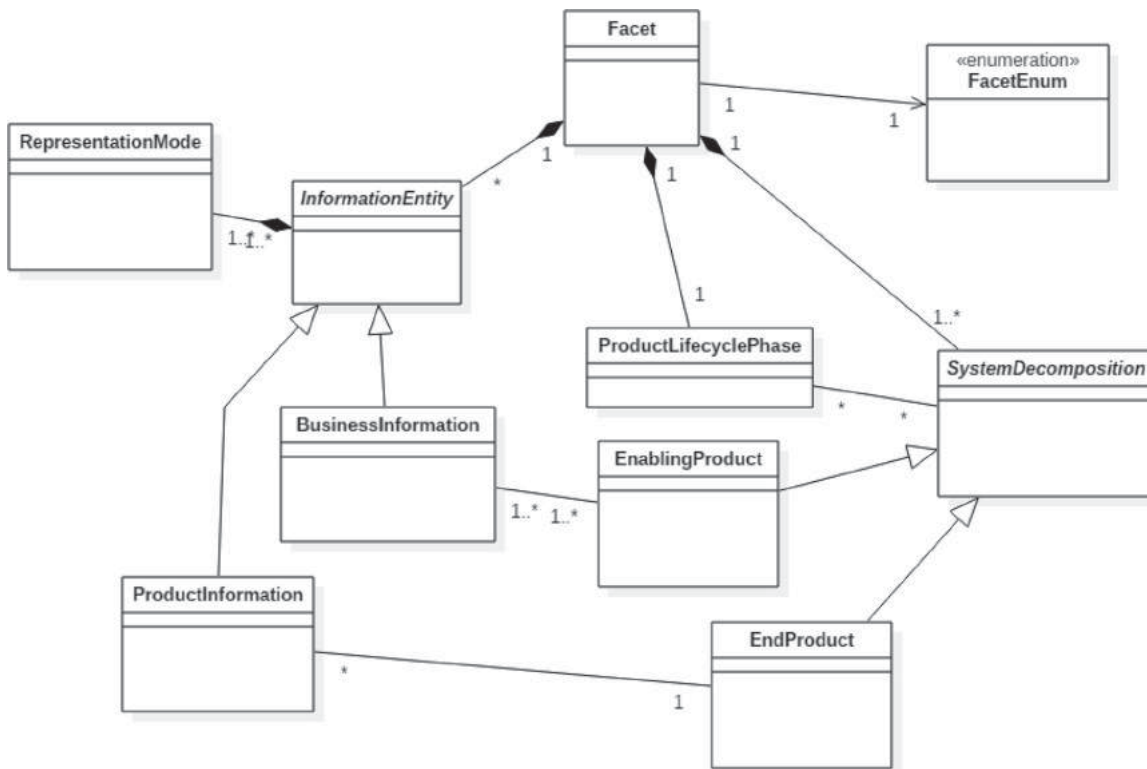 Facet
«enumeration»
FacetEnum
1
1
RepresentationMode
1
1
1
*
InformationEntity
1..*
1..*
1
1..*
ProductLifecyclePhase
SystemDecomposition
*
*
BusinessInformation
EnablingProduct
1..*
1..*
ProductInformation
EndProduct
*
1